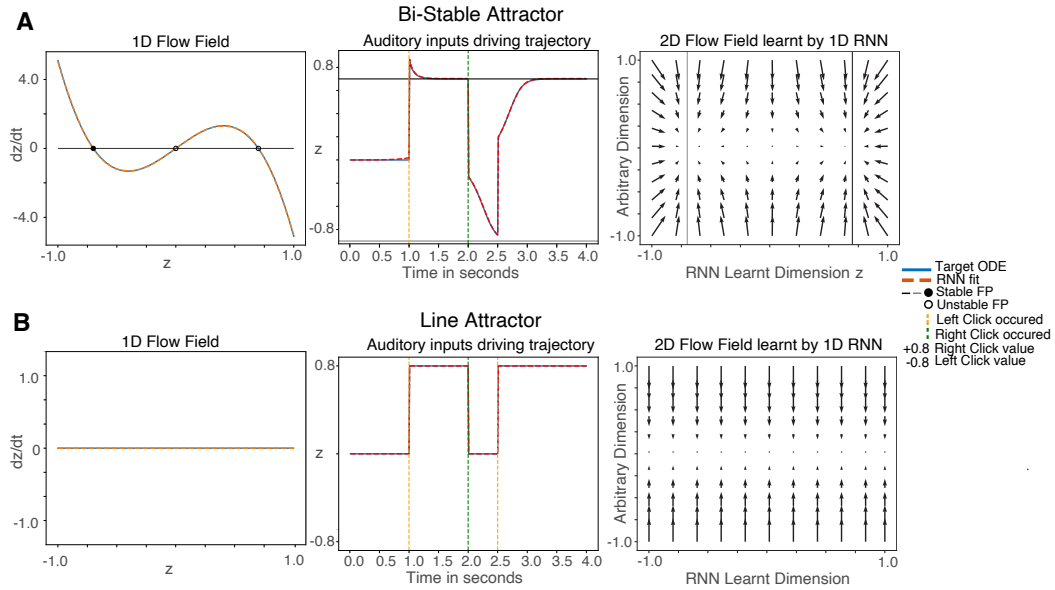 A
Bi-Stable Attractor
1D Flow Field
dz/dt
4.0
0
-4.0
-1.0
1.0
z
Auditory inputs driving trajectory
0.8
z
-0.8
0.0 0.5 1.0 1.5 2.0 2.5 3.0 3.5 4.0
Time in seconds
2D Flow Field learnt by 1D RNN
Arbitrary Dimension
1.0
-1.0
-1.0
1.0
RNN Learnt Dimension z
Target ODE
RNN fit
Stable FP
Unstable FP
Left Click occured
Right Click occured
+0.8 Right Click value
-0.8 Left Click value
B
Line Attractor
1D Flow Field
dz/dt
1.0
0
-1.0
-1.0
1.0
z
Auditory inputs driving trajectory
0.8
z
-0.8
0.0 0.5 1.0 1.5 2.0 2.5 3.0 3.5 4.0
Time in seconds
2D Flow Field learnt by 1D RNN
Arbitrary Dimension
1.0
-1.0
-1.0
1.0
RNN Learnt Dimension